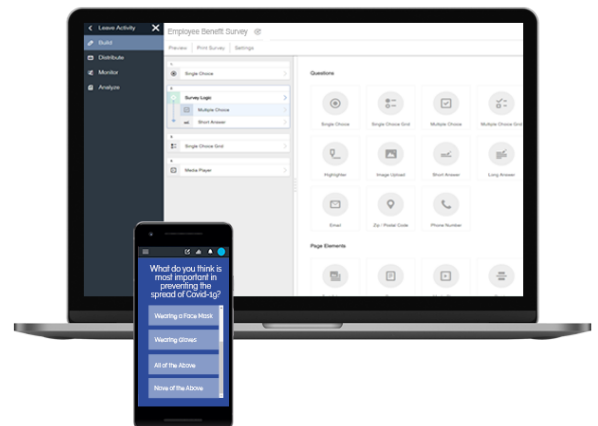 Leave Activity
Build
Distribute
Monitor
Analyze
Employee Benefit Survey
Preview
Print Survey
Settings
Single Choice
Survey Logic
Multiple Choice
Short Answer
Single Choice Grid
Media Player
Questions
Single Choice
Single Choice Grid
Multiple Choice
Multiple Choice Grid
Highlighter
Image Upload
Short Answer
Long Answer
Email
Zip / Postal Code
Phone Number
Page Elements
What do you think is
most important in
preventing the
spread of Covid-19?
Wearing a Face Mask
Wearing Gloves
All of the Above
None of the Above